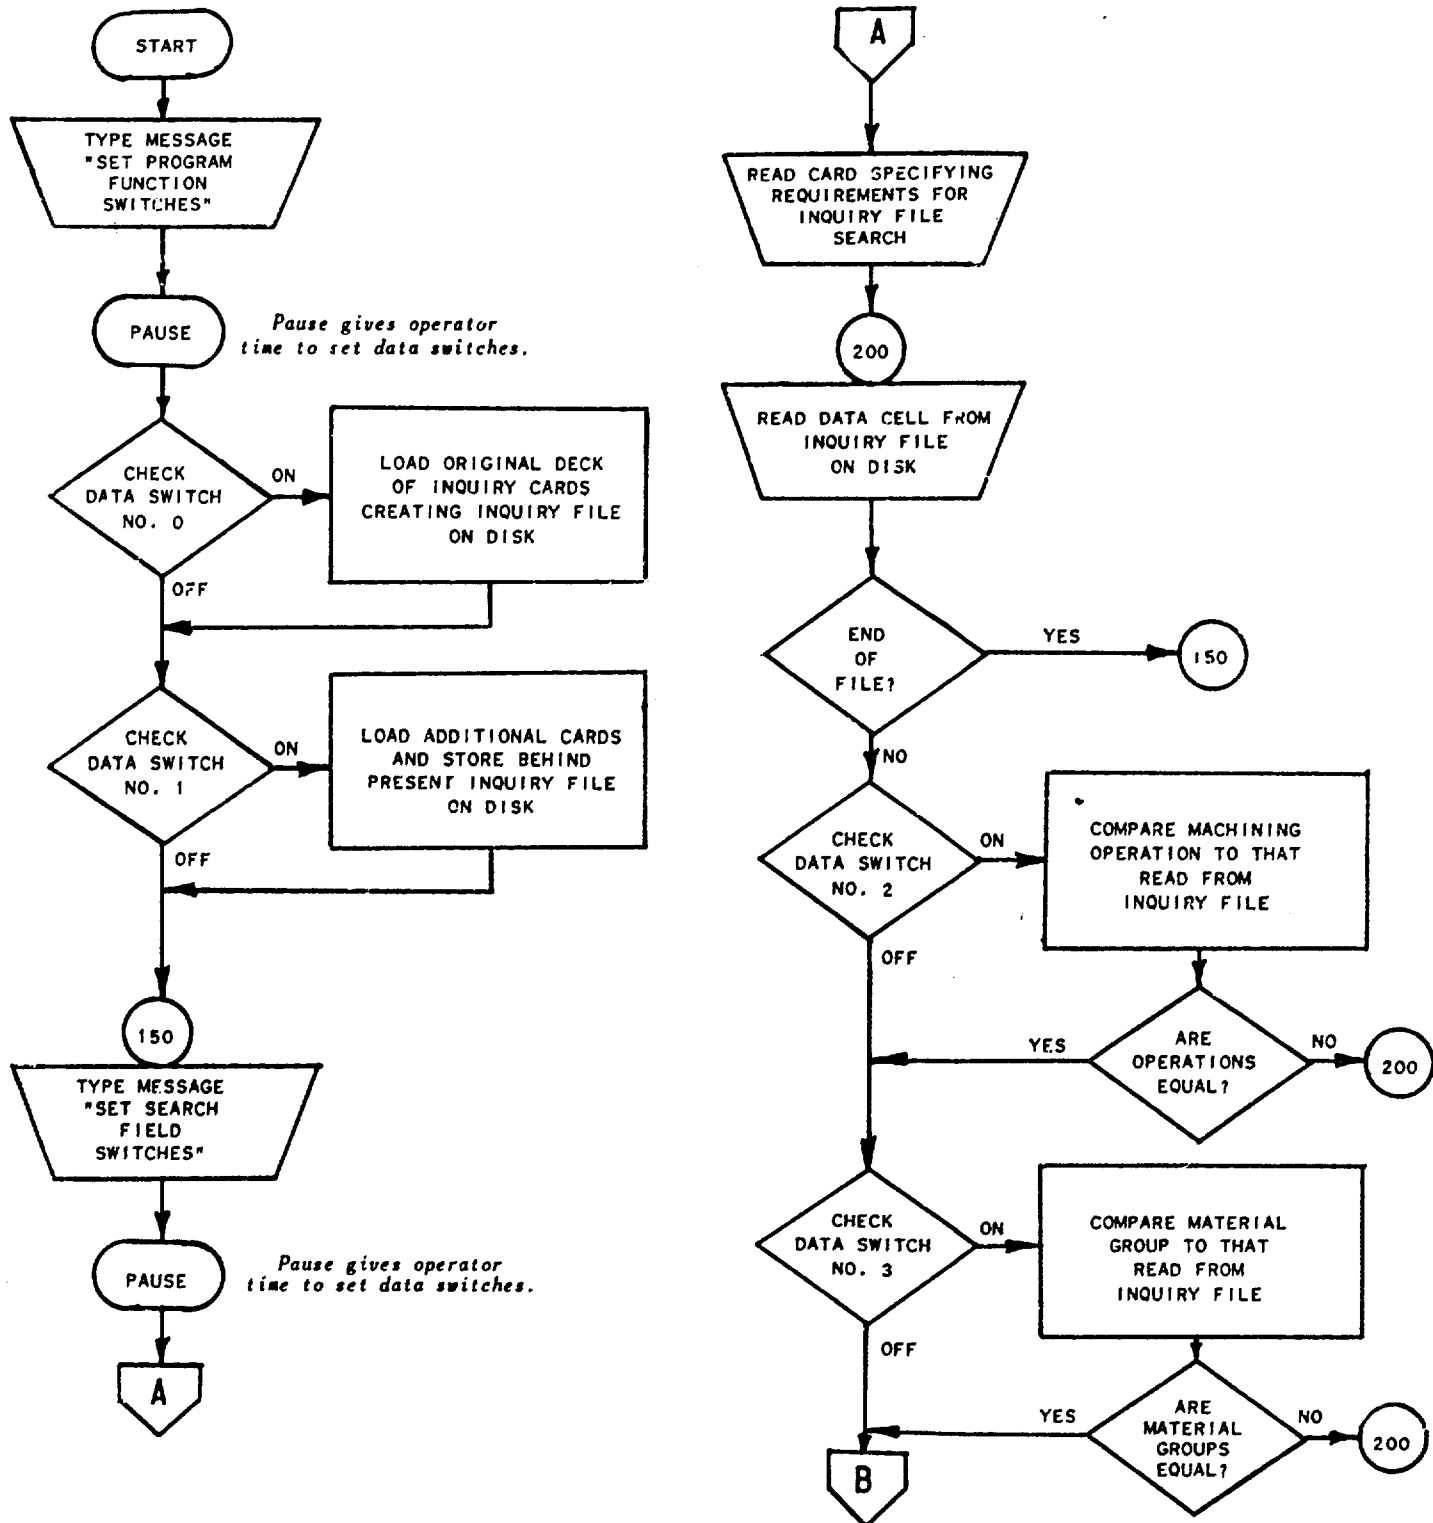 START
TYPE MESSAGE
"SET PROGRAM
FUNCTION
SWITCHES"
PAUSE
Pause gives operator
time to set data switches.
CHECK
DATA SWITCH
NO. 0
ON
LOAD ORIGINAL DECK
OF INQUIRY CARDS
CREATING INQUIRY FILE
ON DISK
OFF
CHECK
DATA SWITCH
NO. 1
ON
LOAD ADDITIONAL CARDS
AND STORE BEHIND
PRESENT INQUIRY FILE
ON DISK
OFF
150
TYPE MESSAGE
"SET SEARCH
FIELD
SWITCHES"
PAUSE
Pause gives operator
time to set data switches.
A
A
READ CARD SPECIFYING
REQUIREMENTS FOR
INQUIRY FILE
SEARCH
200
READ DATA CELL FROM
INQUIRY FILE
ON DISK
END
OF
FILE?
YES
150
NO
CHECK
DATA SWITCH
NO. 2
ON
COMPARE MACHINING
OPERATION TO THAT
READ FROM
INQUIRY FILE
OFF
ARE
OPERATIONS
EQUAL?
YES
NO
200
CHECK
DATA SWITCH
NO. 3
ON
COMPARE MATERIAL
GROUP TO THAT
READ FROM
INQUIRY FILE
OFF
ARE
MATERIAL
GROUPS
EQUAL?
YES
NO
200
B